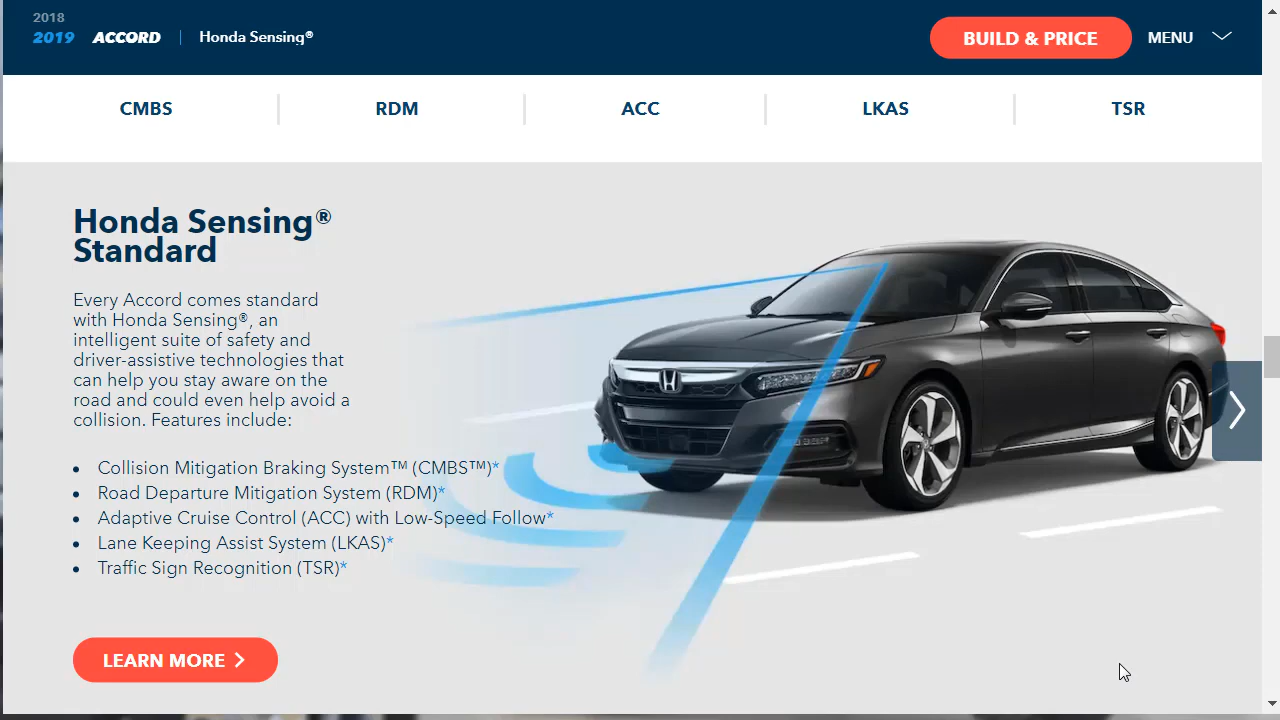 2018
2019 ACCORD | Honda Sensing®
BUILD & PRICE
MENU
CMBS
RDM
ACC
LKAS
TSR
Honda Sensing®
Standard
Every Accord comes standard
with Honda Sensing®, an
intelligent suite of safety and
driver-assistive technologies that
can help you stay aware on the
road and could even help avoid a
collision. Features include:
• Collision Mitigation Braking System™ (CMBS™)*
• Road Departure Mitigation System (RDM)*
• Adaptive Cruise Control (ACC) with Low-Speed Follow*
• Lane Keeping Assist System (LKAS)*
• Traffic Sign Recognition (TSR)*
LEARN MORE